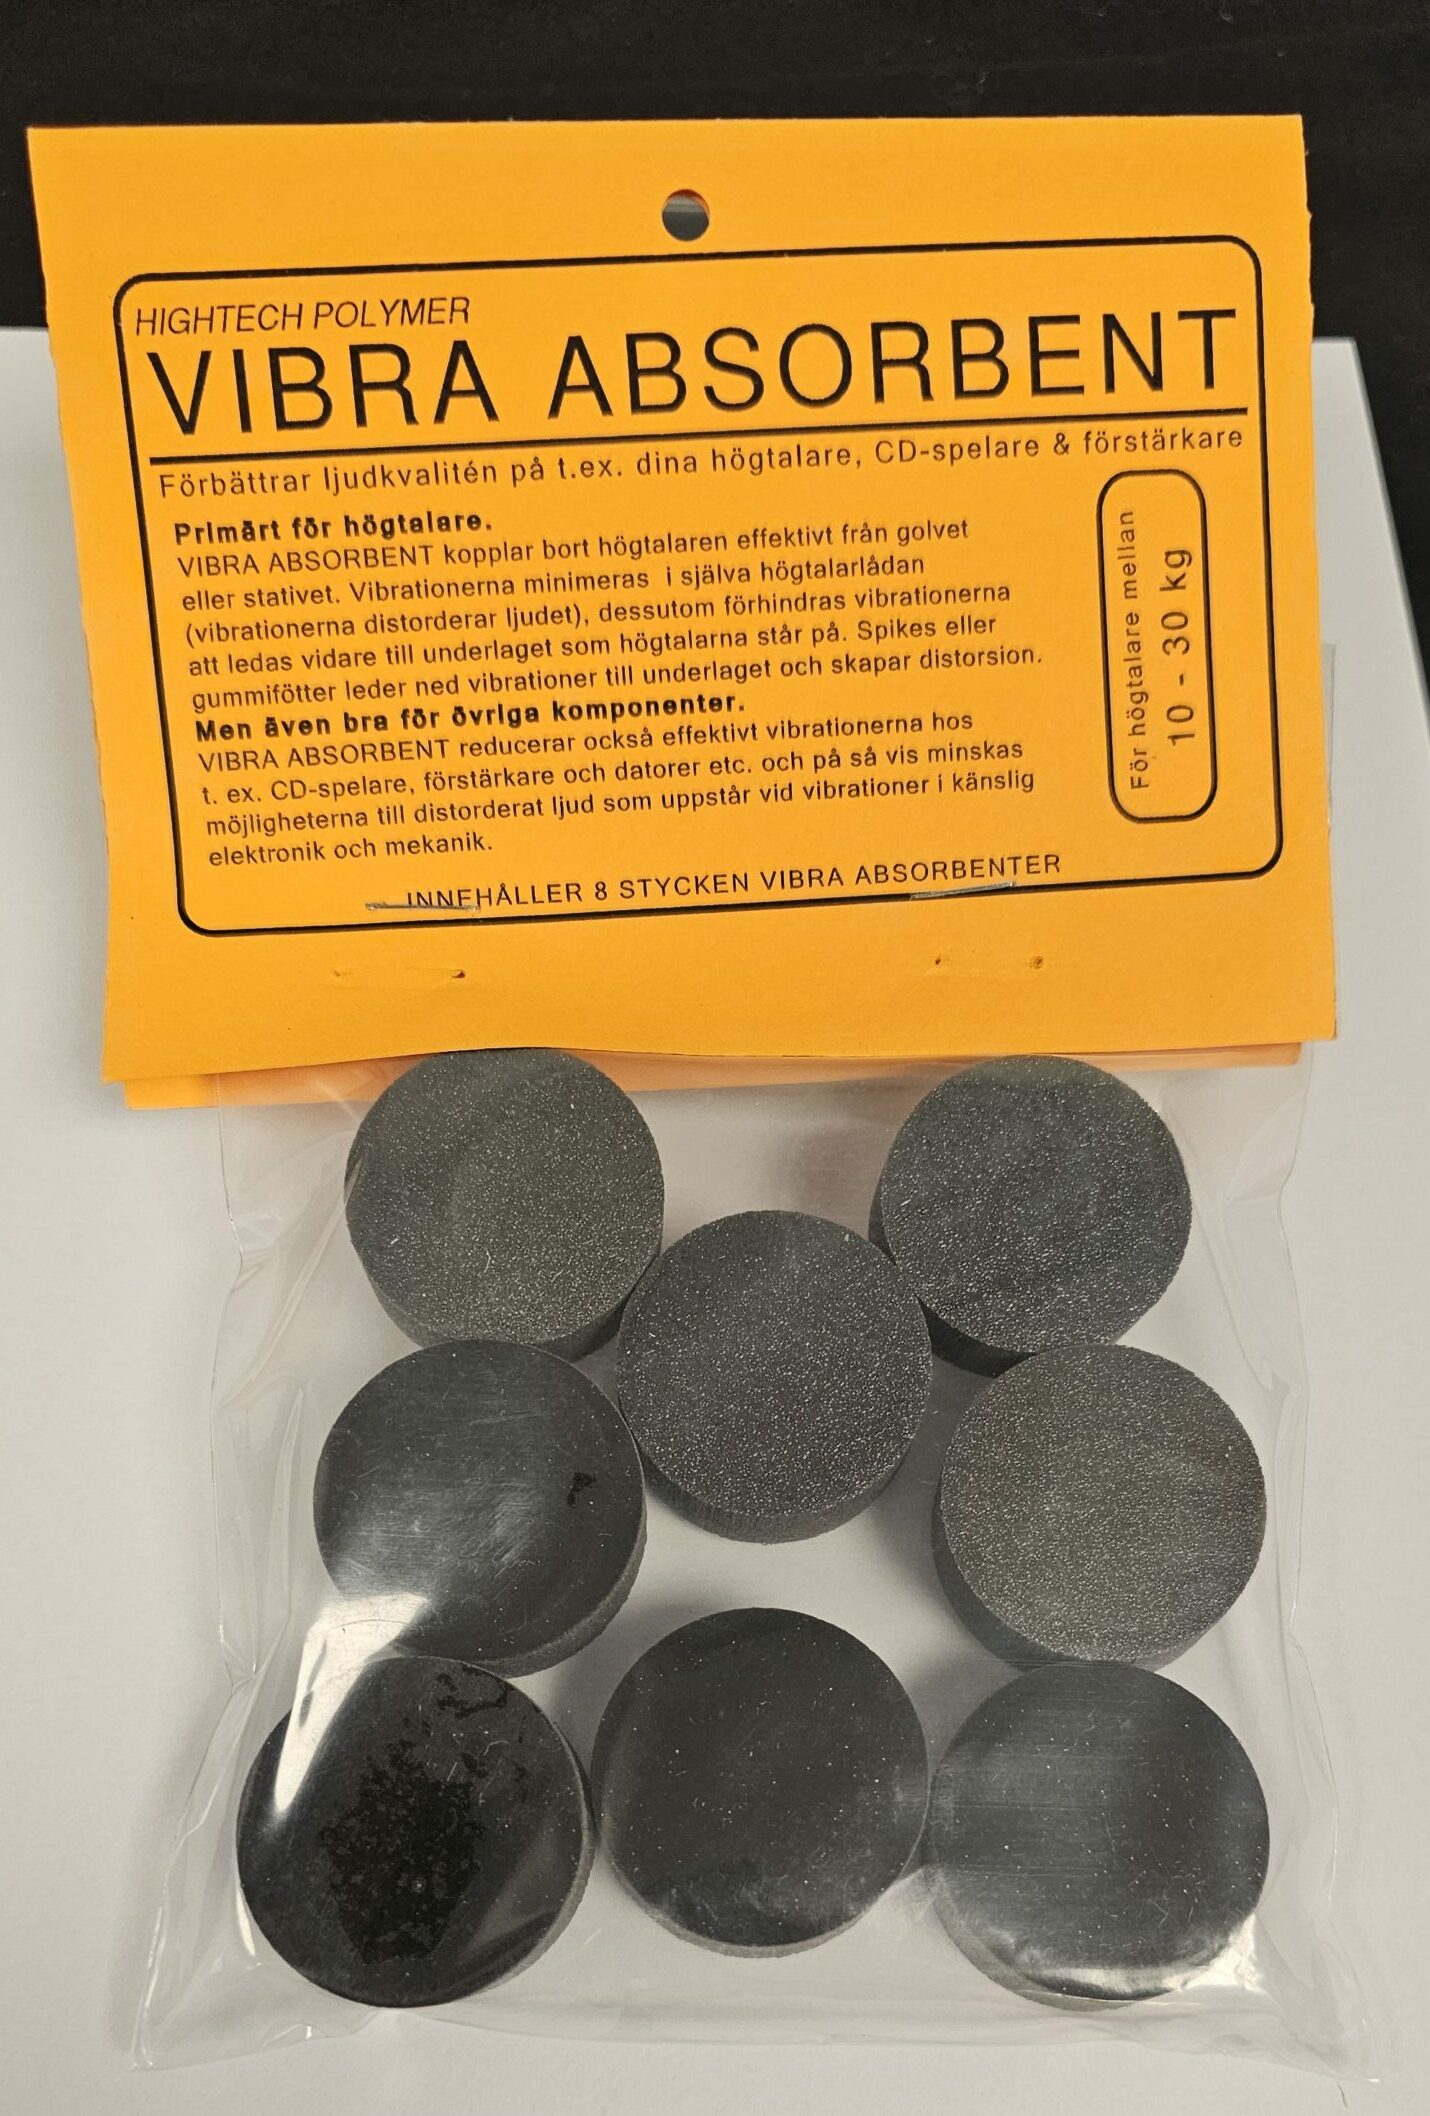 HIGHTECH POLYMER
VIBRA ABSORBENT
Förbättrar ljudkvalitén på t.ex. dina högtalare, CD-spelare & förstärkare
Primärt för högtalare.
VIBRA ABSORBENT kopplar bort högtalaren effektivt från golvet
eller stativet. Vibrationerna minimeras i själva högtalarlådan
(vibrationerna distorderar ljudet), dessutom förhindras vibrationerna
att ledas vidare till underlaget som högtalarna står på. Spikes eller
gummifötter leder ned vibrationer till underlaget och skapar distorsion.
Men även bra för övriga komponenter.
VIBRA ABSORBENT reducerar också effektivt vibrationerna hos
t. ex. CD-spelare, förstärkare och datorer etc. och på så vis minskas
möjligheterna till distorderat ljud som uppstår vid vibrationer i känslig
elektronik och mekanik.
För högtalare mellan
10 - 30 kg
INNEHÅLLER 8 STYCKEN VIBRA ABSORBENTER